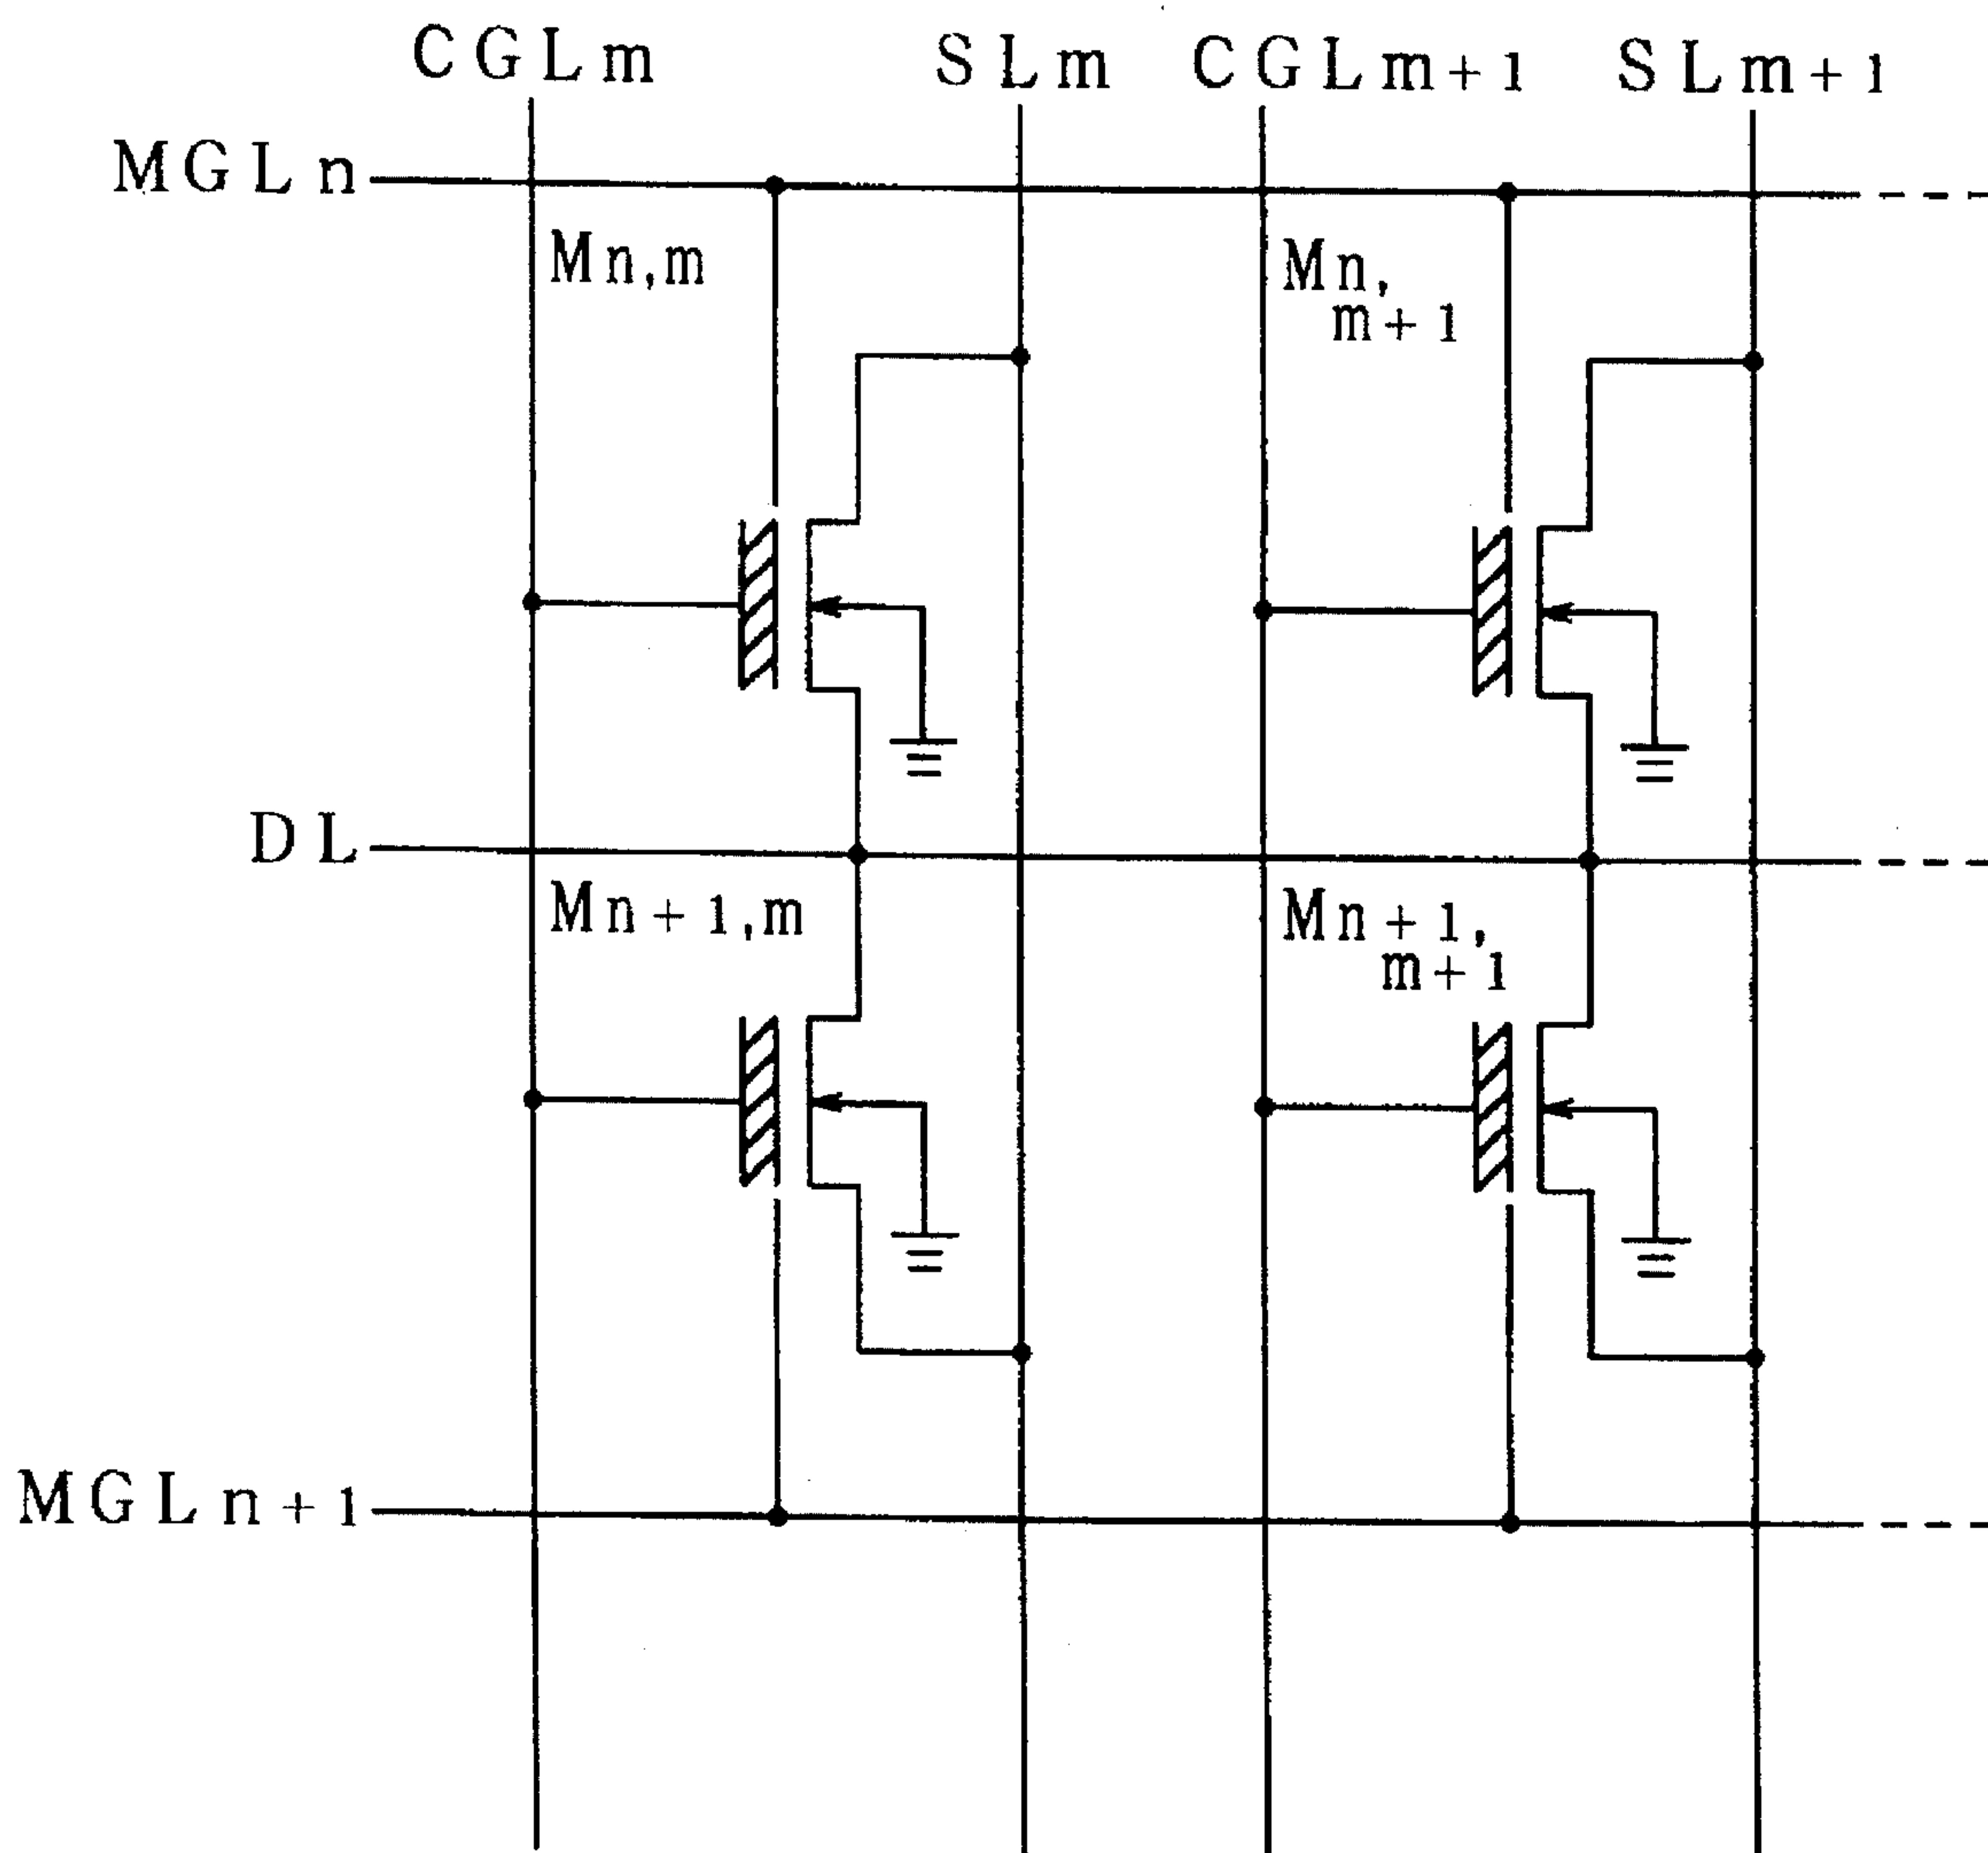 CGLm SLm CGLm+1 SLm+1
MGLn
Mn,m
Mn,
m+1
DL
Mn+1,m
Mn+1,
m+1
MGLn+1